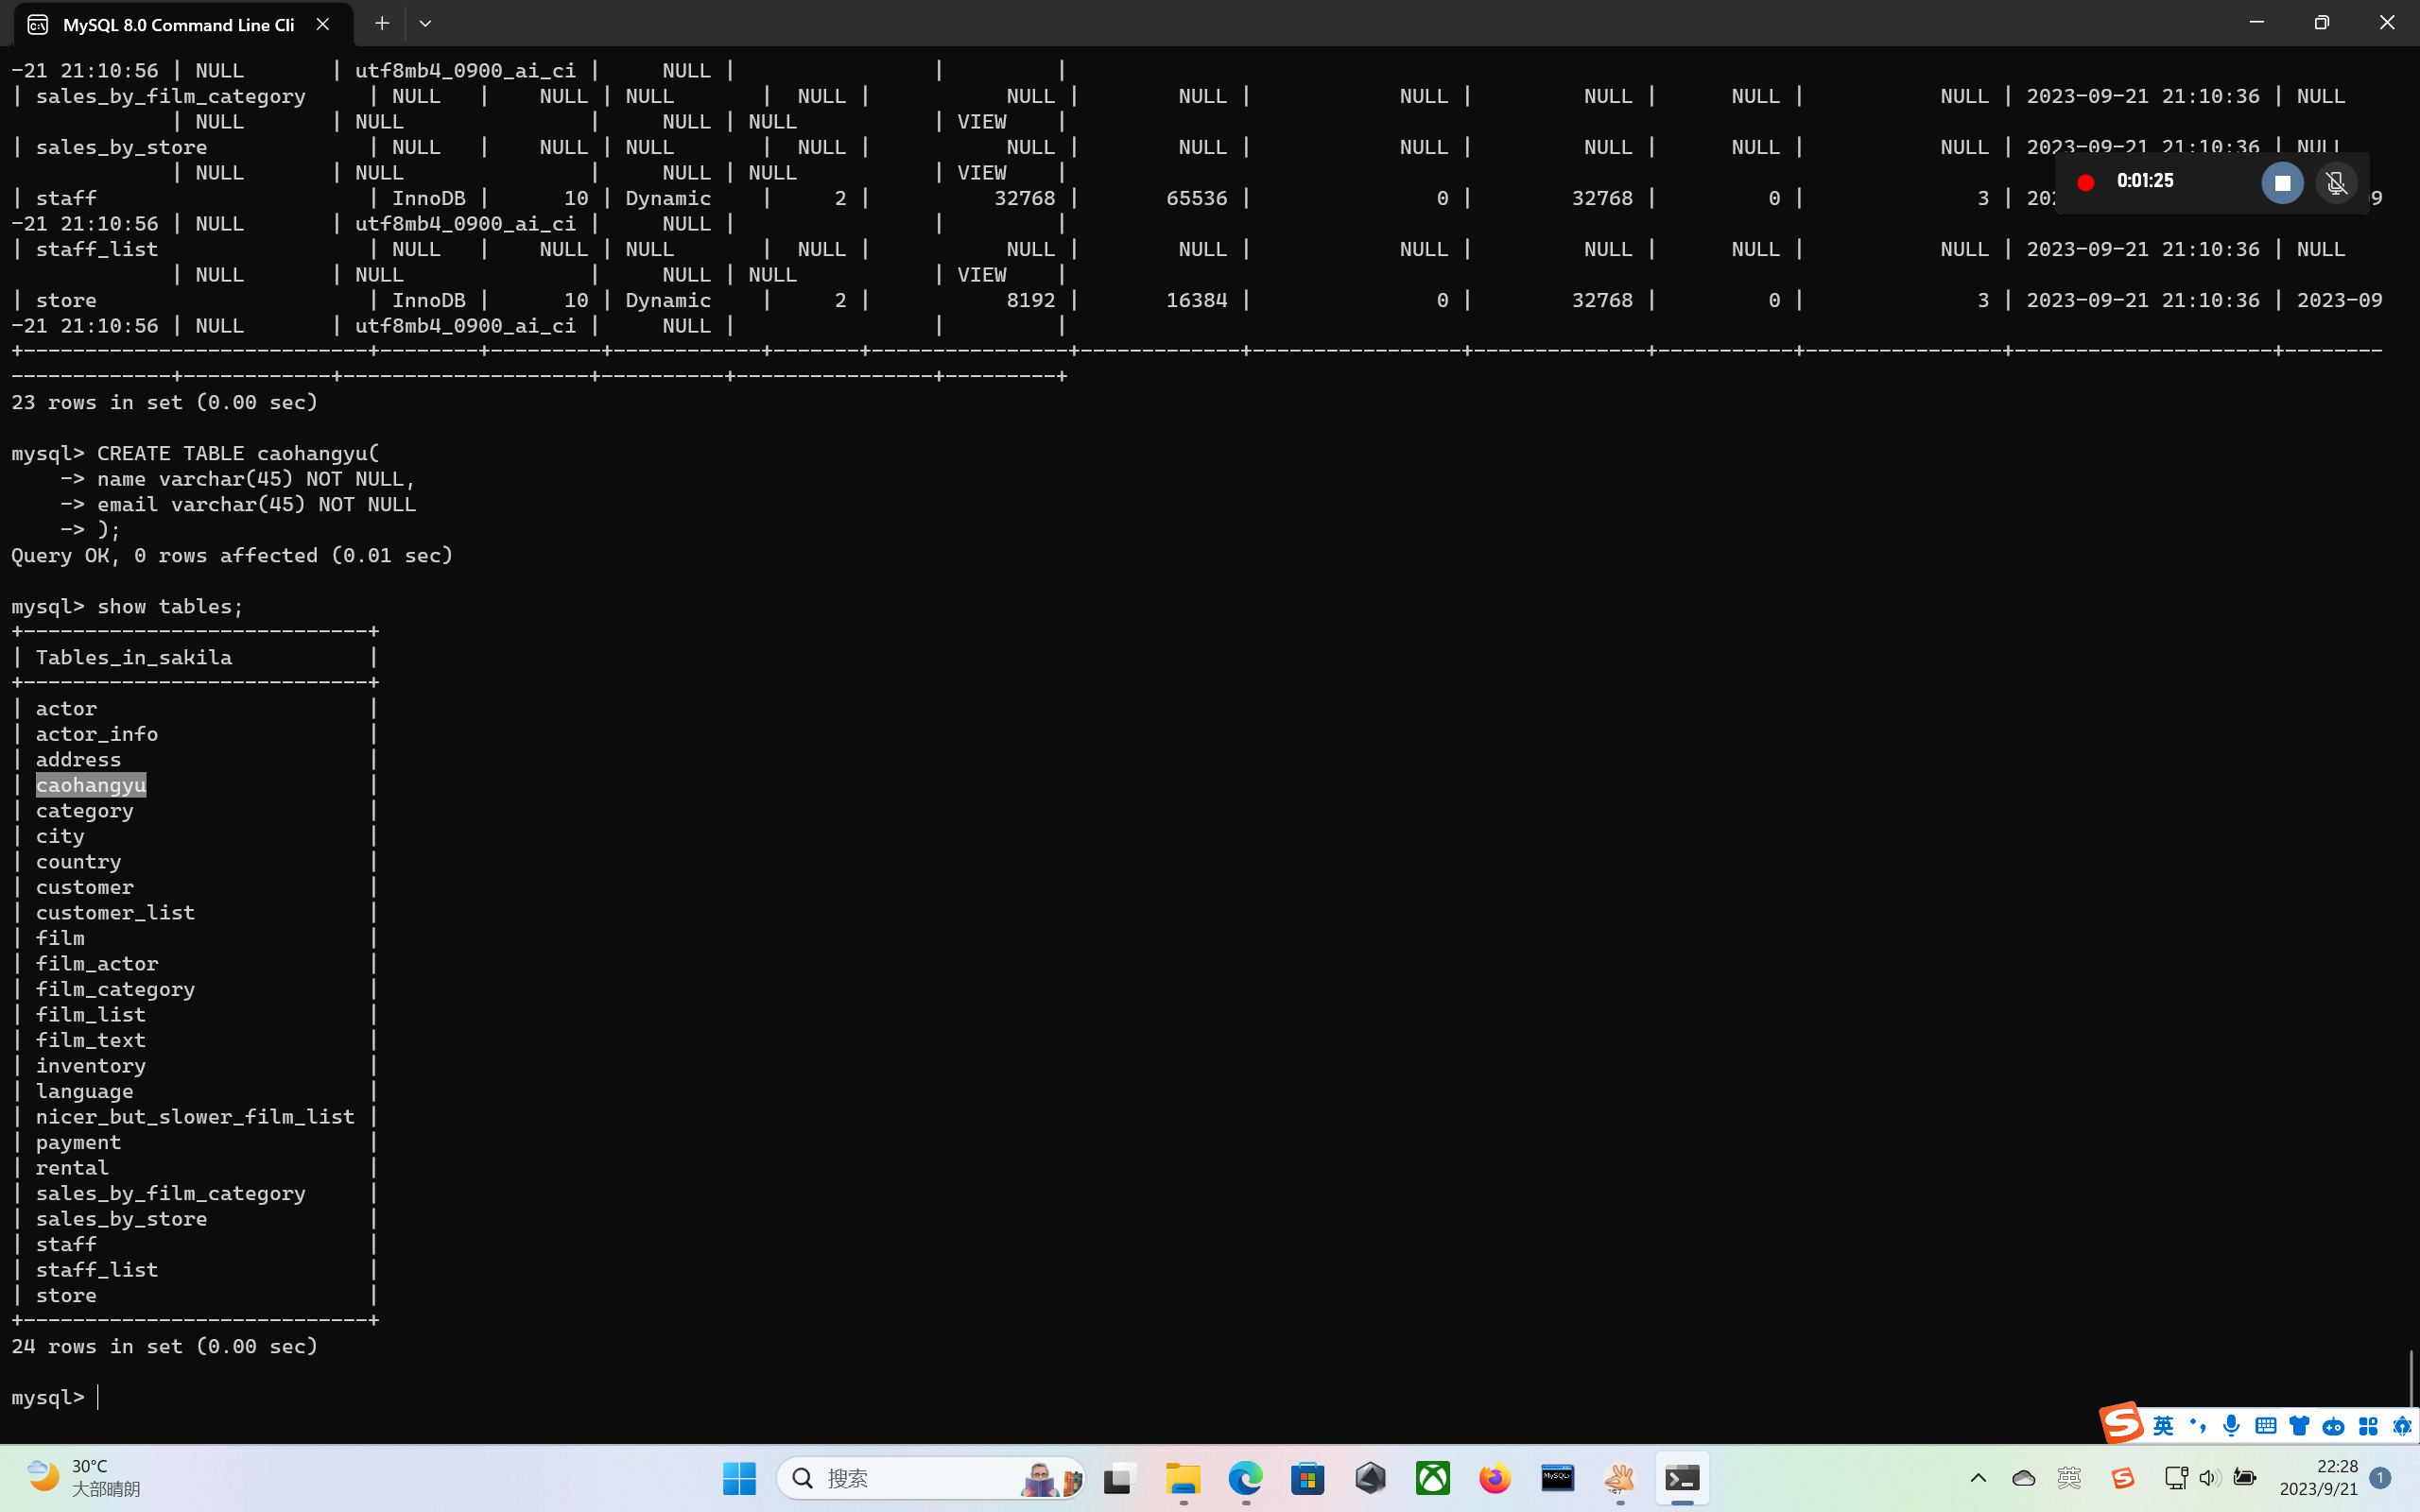 MySQL 8.0 Command Line Cli
-21 21:10:56 | NULL | utf8mb4_0900_ai_ci | NULL | | |
| sales_by_film_category | NULL | NULL | NULL | NULL | NULL | NULL | NULL | NULL | NULL | NULL | 2023-09-21 21:10:36 | NULL
| NULL | NULL | NULL | NULL | VIEW |
| sales_by_store | NULL | NULL | NULL | NULL | NULL | NULL | NULL | NULL | NULL | NULL | 2023-09-21 21:10:36 | NULL
| NULL | NULL | NULL | NULL | VIEW |
0:01:25
| staff | InnoDB | 10 | Dynamic | 2 | 32768 | 65536 | 0 | 32768 | 0 | 3 | 202 9
-21 21:10:56 | NULL | utf8mb4_0900_ai_ci | NULL | | |
| staff_list | NULL | NULL | NULL | NULL | NULL | NULL | NULL | NULL | NULL | NULL | 2023-09-21 21:10:36 | NULL
| NULL | NULL | NULL | NULL | VIEW |
| store | InnoDB | 10 | Dynamic | 2 | 8192 | 16384 | 0 | 32768 | 0 | 3 | 2023-09-21 21:10:36 | 2023-09
-21 21:10:56 | NULL | utf8mb4_0900_ai_ci | NULL | | |
23 rows in set (0.00 sec)
mysql> CREATE TABLE caohangyu(
-> name varchar(45) NOT NULL,
-> email varchar(45) NOT NULL
-> );
Query OK, 0 rows affected (0.01 sec)
mysql> show tables;
+----------------------------+
| Tables_in_sakila |
+----------------------------+
| actor |
| actor_info |
| address |
| caohangyu |
| category |
| city |
| country |
| customer |
| customer_list |
| film |
| film_actor |
| film_category |
| film_list |
| film_text |
| inventory |
| language |
| nicer_but_slower_film_list |
| payment |
| rental |
| sales_by_film_category |
| sales_by_store |
| staff |
| staff_list |
| store |
+----------------------------+
24 rows in set (0.00 sec)
mysql>
英
30°C
大部晴朗
搜索
MySQL
英
22:28
2023/9/21
1